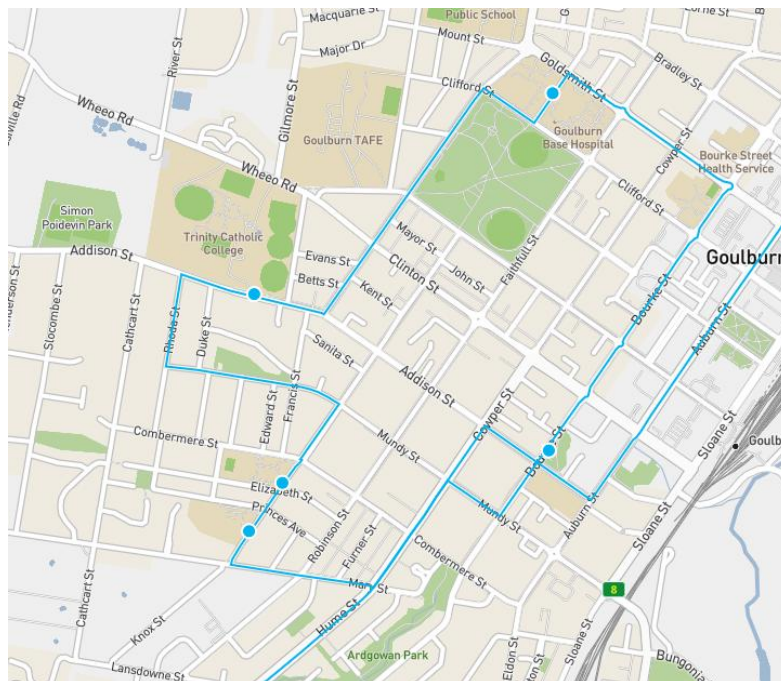 Macquarie St
Public School
Lorne St
Major Dr
Mount St
River St
Goldsmith St
Bradley St
Clifford St
Wheeo Rd
Gilmore St
Goulburn TAFE
Goulburn
Base Hospital
Cowper St
Bourke Street
Health Service
Wheeo Rd
Clifford St
Simon
Poidevin Park
Trinity Catholic
College
Addison St
Evans St
Mayor St
Faithfull St
Goulburn
Betts St
Clinton St
John St
Kent St
Bourke St
Auburn St
Slocombe St
Cathcart St
Rhoda St
Duke St
Sanita St
Addison St
Francis St
Edward St
Cowper St
Sloane St
Combermere St
Mundy St
Elizabeth St
Princes Ave
Mundy St
Auburn St
Robinson St
Furner St
Combermere St
Sloane St
8
Mary St
Cathcart St
Hume St
Knox St
Ardgowan Park
Eldon St
Sloane St
Lansdowne St